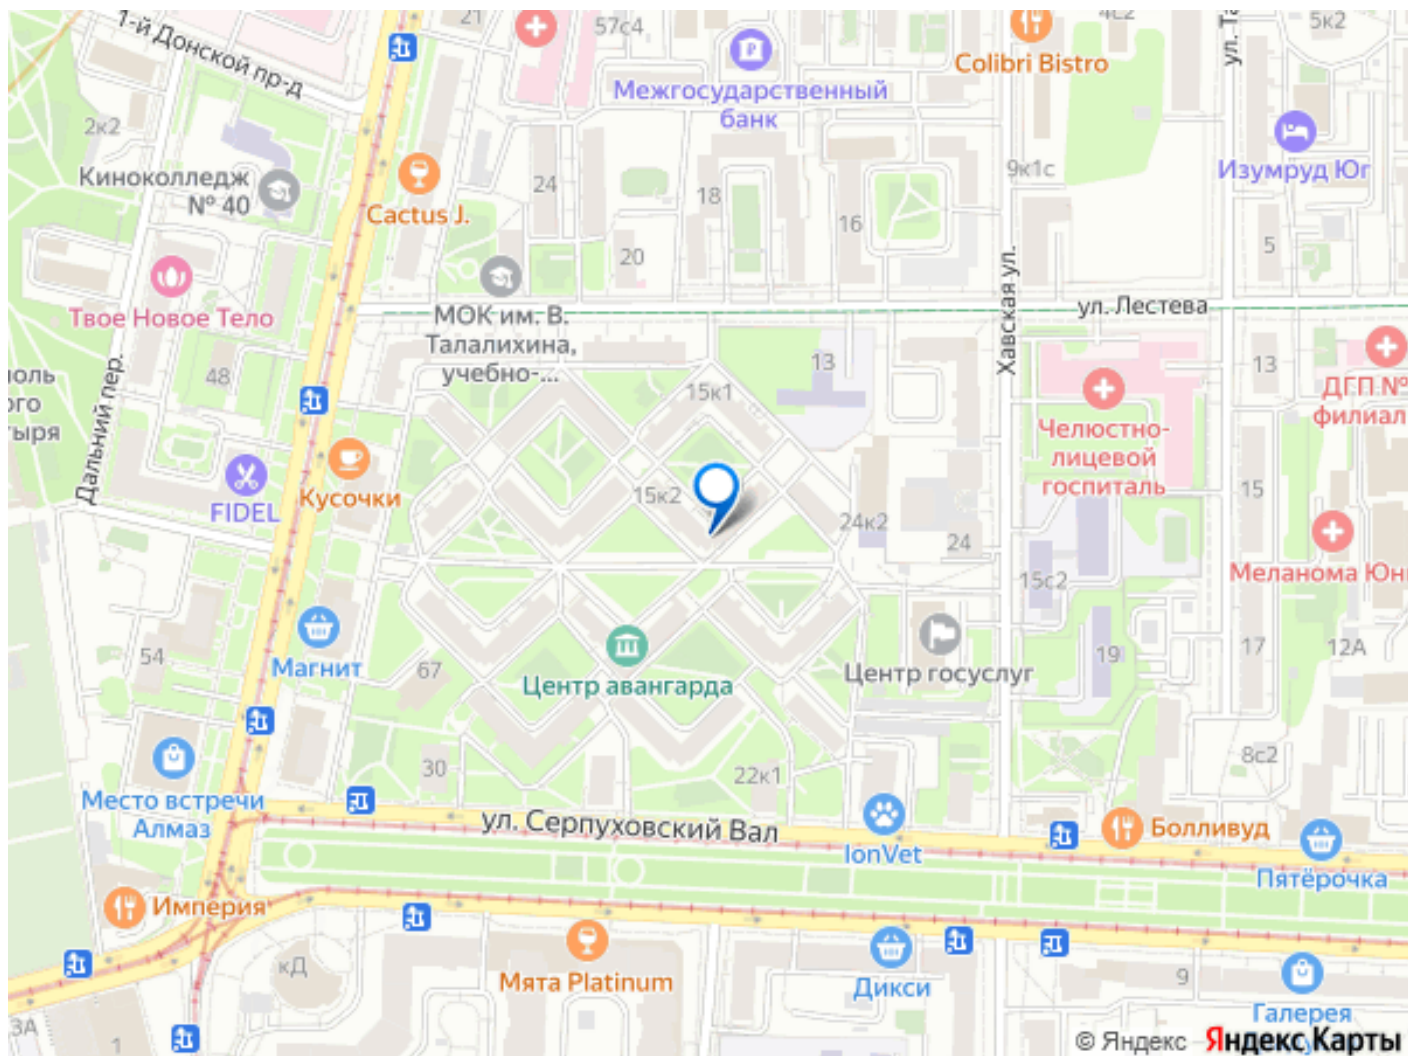 21
57с4
4с2
5к2
1-й Донской пр-д
Colibri Bistro
Межгосударственный
банк
2к2
Киноколледж
№ 40
Cactus J.
24
18
16
9к1с
Изумруд Юг
20
5
Твое Новое Тело
МОК им. В.
Талалихина,
учебно-...
ул. Лестева
Хавская ул.
48
13
13
15к1
ДГП №
филиал
Дальний пер.
Челюстно-
лицевой
госпиталь
FIDEL
Кусочки
15к2
24к2
24
15
15с2
Меланома Юни
54
Магнит
67
Центр авангарда
Центр госуслуг
19
17
12А
8с2
30
22к1
Место встречи
Алмаз
ул. Серпуховский Вал
IonVet
Болливуд
Пятёрочка
Империя
кД
Мята Platinum
Дикси
9
Галерея
3А
1
© Яндекс Яндекс Карты